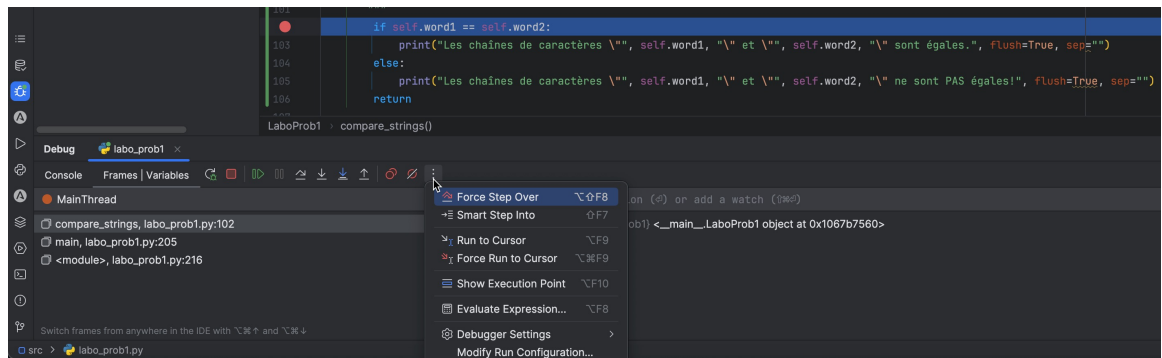 101 """
if self.word1 == self.word2:
103 print("Les chaînes de caractères \"", self.word1, "\" et \"", self.word2, "\" sont égales.", flush=True, sep="")
104 else:
105 print("Les chaînes de caractères \"", self.word1, "\" et \"", self.word2, "\" ne sont PAS égales!", flush=True, sep="")
106 return
LaboProb1 › compare_strings()
Debug labo_prob1 ×
Console Frames | Variables
MainThread
compare_strings, labo_prob1.py:102
main, labo_prob1.py:205
<module>, labo_prob1.py:216
Force Step Over ⌥⇧F8
Smart Step Into ⇧F7
Run to Cursor ⌥F9
Force Run to Cursor ⌥⌘F9
Show Execution Point ⌥F10
Evaluate Expression... ⌥F8
Debugger Settings >
Modify Run Configuration...
on (⏎) or add a watch (⇧⌘⏎)
ob1} <__main__.LaboProb1 object at 0x1067b7560>
Switch frames from anywhere in the IDE with ⌥⌘↑ and ⌥⌘↓
src > labo_prob1.py